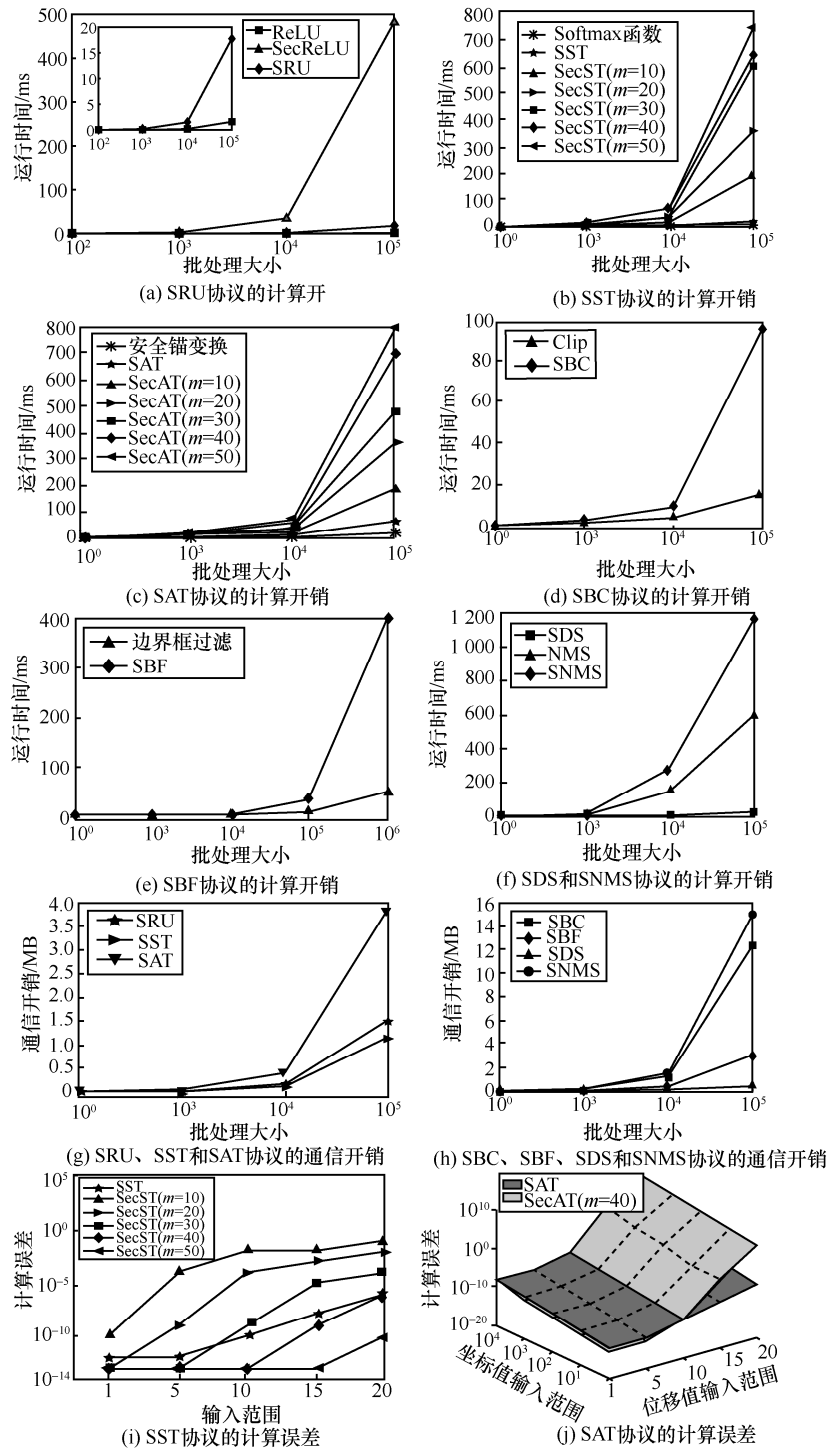 500
400
300
200
100
0
20
15
10
5
0
10² 10³ 10⁴ 10⁵
ReLU
SecReLU
SRU
运行时间/ms
10² 10³ 10⁴ 10⁵
批处理大小
(a) SRU协议的计算开
800
700
600
500
400
300
200
100
0
Softmax函数
SST
SecST(m=10)
SecST(m=20)
SecST(m=30)
SecST(m=40)
SecST(m=50)
运行时间/ms
10⁰ 10³ 10⁴ 10⁵
批处理大小
(b) SST协议的计算开销
800
700
600
500
400
300
200
100
0
安全锚变换
SAT
SecAT(m=10)
SecAT(m=20)
SecAT(m=30)
SecAT(m=40)
SecAT(m=50)
运行时间/ms
10⁰ 10³ 10⁴ 10⁵
批处理大小
(c) SAT协议的计算开销
100
80
60
40
20
0
Clip
SBC
运行时间/ms
10⁰ 10³ 10⁴ 10⁵
批处理大小
(d) SBC协议的计算开销
400
300
200
100
0
边界框过滤
SBF
运行时间/ms
10⁰ 10³ 10⁴ 10⁵ 10⁶
批处理大小
(e) SBF协议的计算开销
1 200
1 000
800
600
400
200
0
SDS
NMS
SNMS
运行时间/ms
10⁰ 10³ 10⁴ 10⁵
批处理大小
(f) SDS和SNMS协议的计算开销
4.0
3.5
3.0
2.5
2.0
1.5
1.0
0.5
0
SRU
SST
SAT
通信开销/MB
10⁰ 10³ 10⁴ 10⁵
批处理大小
(g) SRU、SST和SAT协议的通信开销
16
14
12
10
8
6
4
2
0
SBC
SBF
SDS
SNMS
通信开销/MB
10⁰ 10³ 10⁴ 10⁵
批处理大小
(h) SBC、SBF、SDS和SNMS协议的通信开销
10⁵
10⁰
10⁻⁵
10⁻¹⁰
10⁻¹⁴
SST
SecST(m=10)
SecST(m=20)
SecST(m=30)
SecST(m=40)
SecST(m=50)
计算误差
1 5 10 15 20
输入范围
(i) SST协议的计算误差
SAT
SecAT(m=40)
10¹⁰
10⁰
10⁻¹⁰
10⁻²⁰
计算误差
10⁴ 10³ 10² 10¹ 1
坐标值输入范围
5 10 15 20
位移值输入范围
(j) SAT协议的计算误差